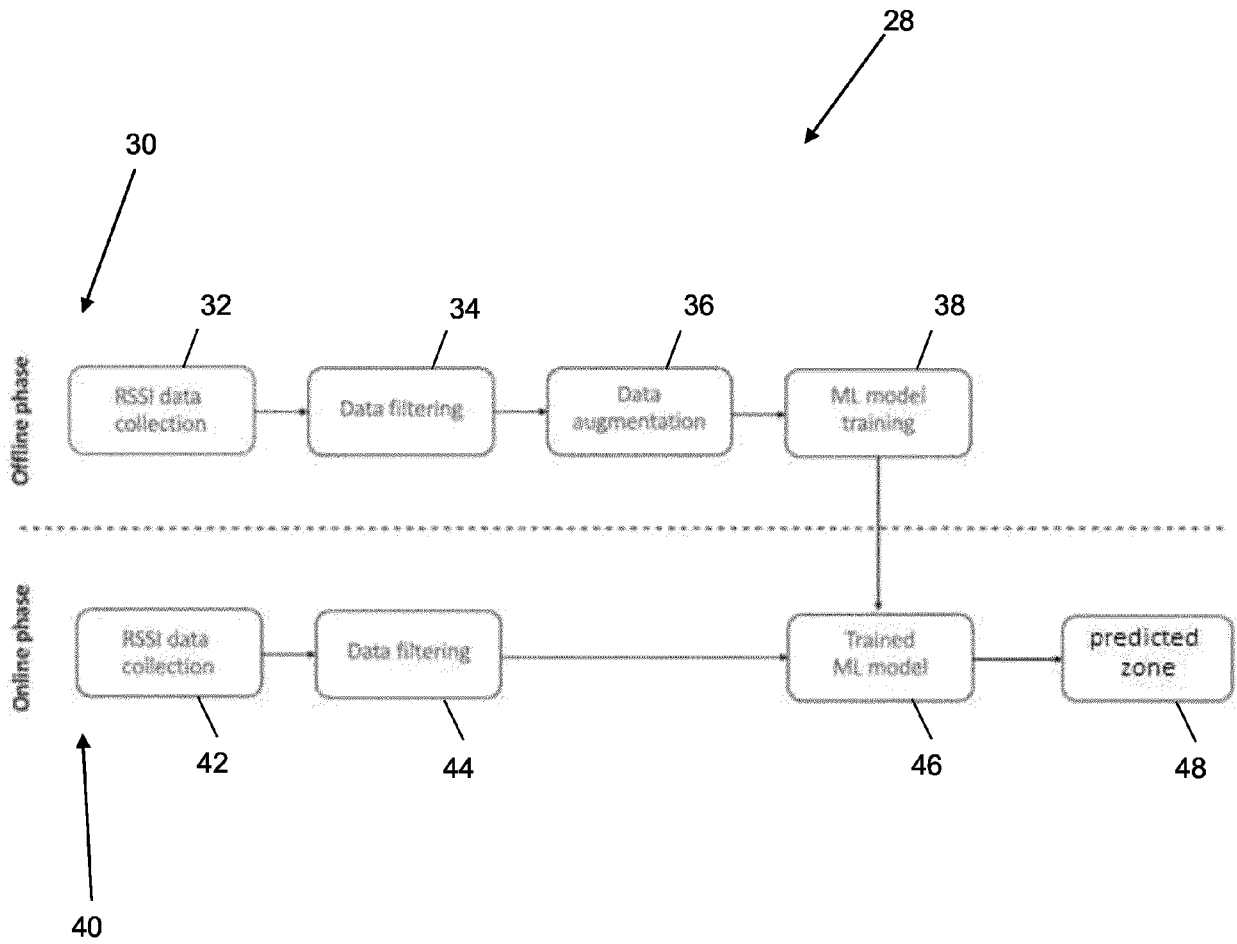 28
30
32
34
36
38
Offline phase
RSSI data
collection
Data filtering
Data
augmentation
ML model
training
Online phase
RSSI data
collection
Data filtering
Trained
ML model
predicted
zone
42
44
46
48
40